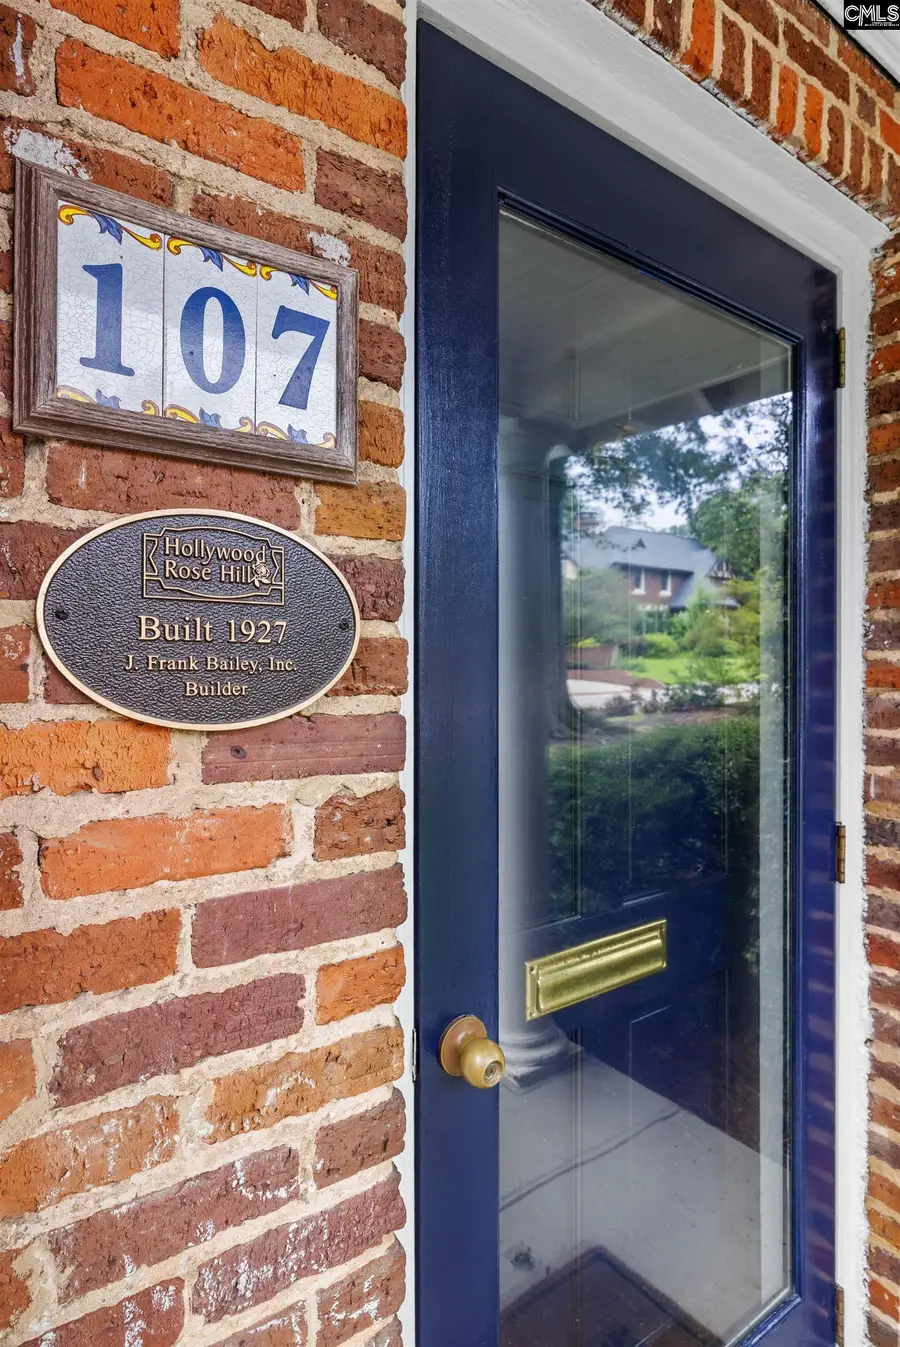 CMLS
107
Hollywood
Rose Hill
Built 1927
J. Frank Bailey, Inc.
Builder